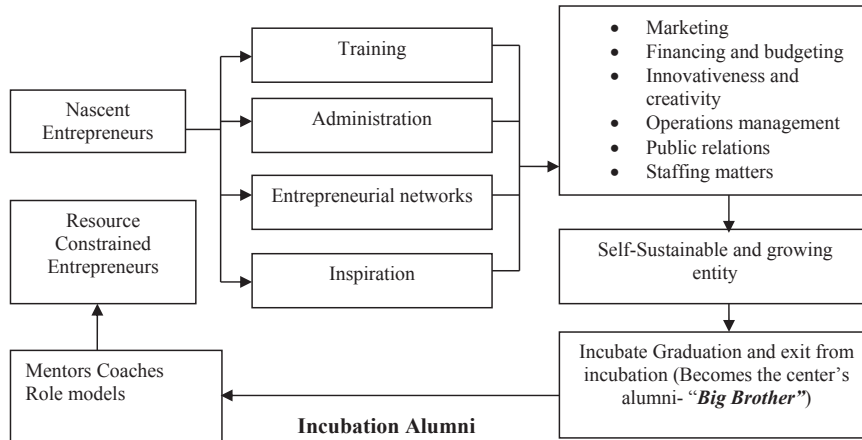 Nascent
Entrepreneurs
Resource
Constrained
Entrepreneurs
Mentors Coaches
Role models
Training
Administration
Entrepreneurial networks
Inspiration
• Marketing
• Financing and budgeting
• Innovativeness and
creativity
• Operations management
• Public relations
• Staffing matters
Self-Sustainable and growing
entity
Incubate Graduation and exit from
incubation (Becomes the center's
alumni- "Big Brother")
Incubation Alumni